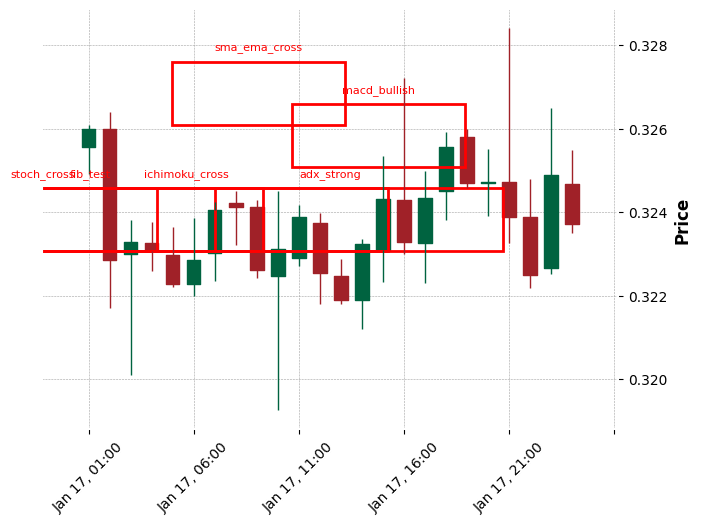 sma_ema_cross
macd_bullish
stoch_cross
fib_test
ichimoku_cross
adx_strong
0.328
0.326
0.324
0.322
0.320
Price
Jan 17, 01:00
Jan 17, 06:00
Jan 17, 11:00
Jan 17, 16:00
Jan 17, 21:00